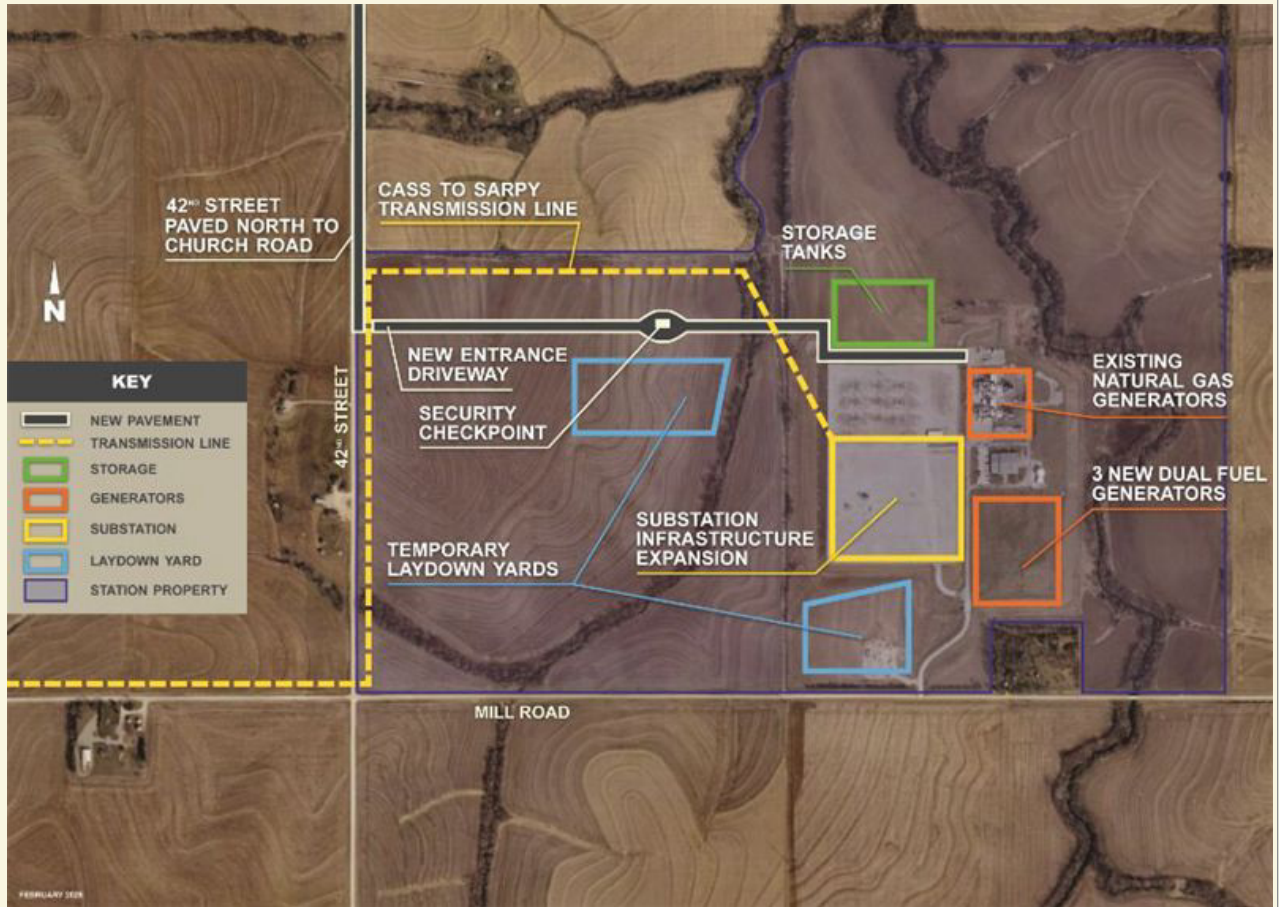 42ND STREET
PAVED NORTH TO
CHURCH ROAD
CASS TO SARPY
TRANSMISSION LINE
STORAGE
TANKS
N
NEW ENTRANCE
DRIVEWAY
SECURITY
CHECKPOINT
EXISTING
NATURAL GAS
GENERATORS
KEY
NEW PAVEMENT
TRANSMISSION LINE
STORAGE
GENERATORS
SUBSTATION
LAYDOWN YARD
STATION PROPERTY
42ND STREET
3 NEW DUAL FUEL
GENERATORS
SUBSTATION
INFRASTRUCTURE
EXPANSION
TEMPORARY
LAYDOWN YARDS
MILL ROAD
FEBRUARY